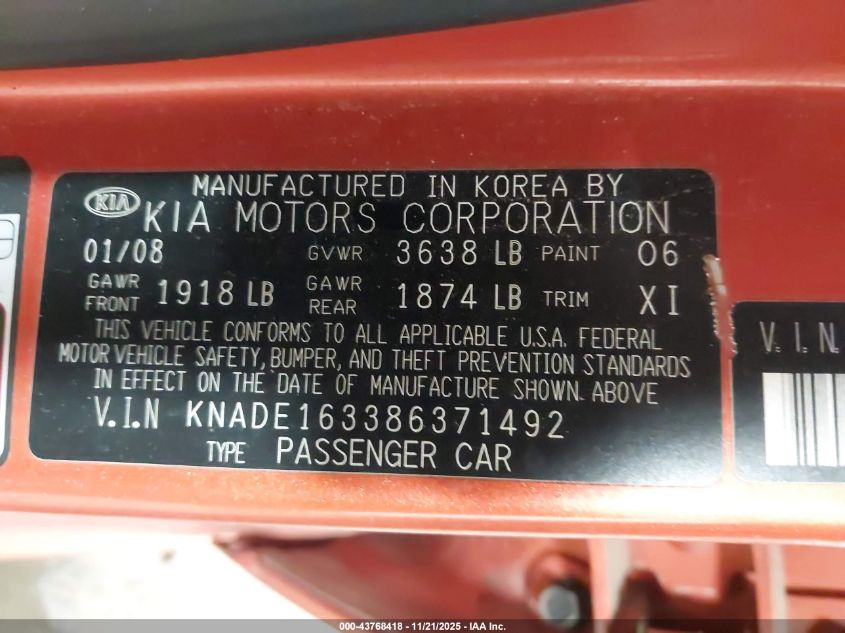 MANUFACTURED IN KOREA BY
KIA KIA MOTORS CORPORATION
01/08 GVWR 3638 LB PAINT 06
GAWR FRONT 1918 LB GAWR REAR 1874 LB TRIM XI
THIS VEHICLE CONFORMS TO ALL APPLICABLE U.S.A. FEDERAL
MOTOR VEHICLE SAFETY, BUMPER, AND THEFT PREVENTION STANDARDS
IN EFFECT ON THE DATE OF MANUFACTURE SHOWN ABOVE
V.I.N KNADE163386371492
TYPE PASSENGER CAR
V.I.N
000-43768418 - 11/21/2025 - IAA Inc.